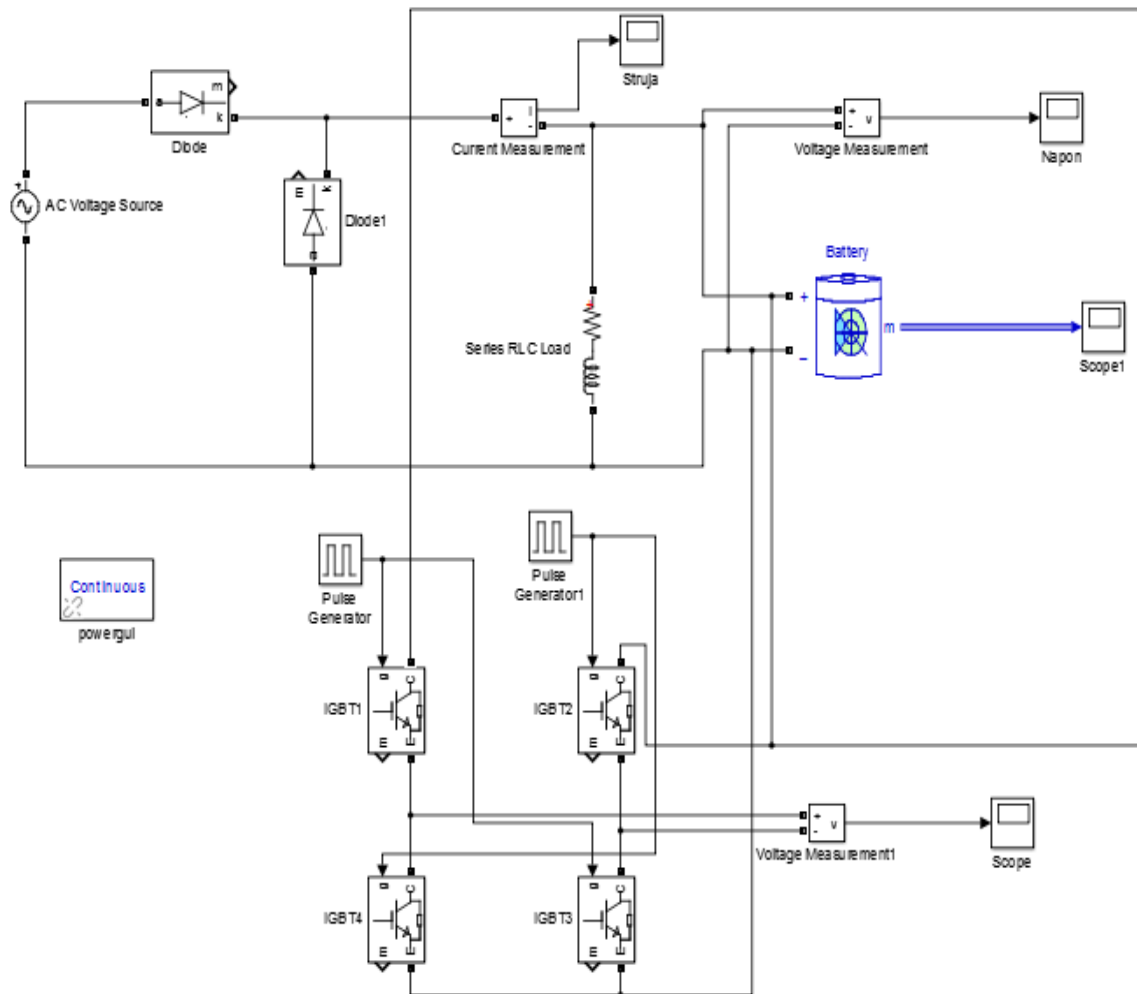 Struja
m
a
k
Diode
+
I
-
Current Measurement
+
-
v
Voltage Measurement
Napon
+
AC Voltage Source
m
k
a
Diode1
Battery
+
m
−
Scope1
Series RLC Load
Continuous
powergui
Pulse
Generator
Pulse
Generator1
g
C
m
E
IGBT1
g
C
m
E
IGBT2
+
-
v
Voltage Measurement1
Scope
g
C
m
E
IGBT4
g
C
m
E
IGBT3